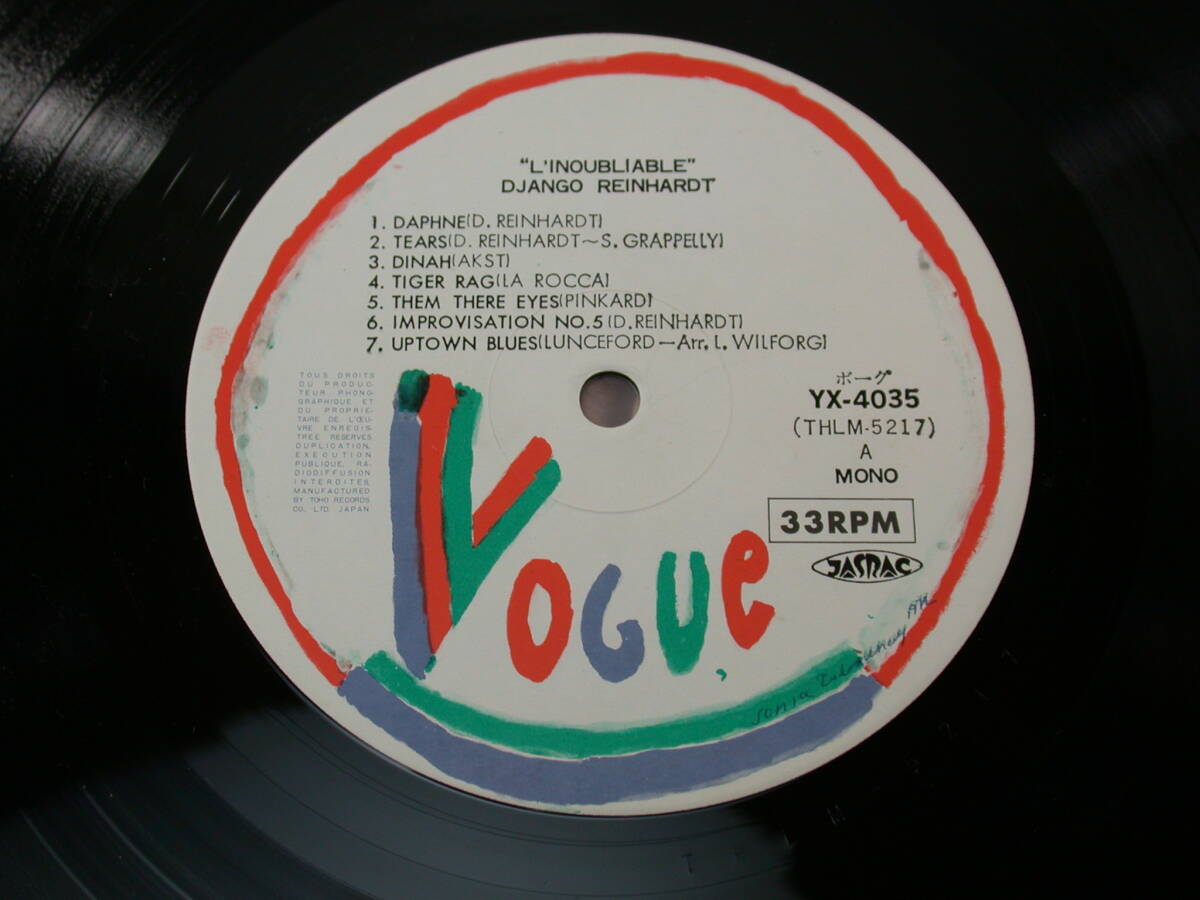 "L'INOUBLIABLE"
DJANGO REINHARDT
1. DAPHNE(D. REINHARDT)
2. TEARS(D. REINHARDT~S. GRAPPELLY)
3. DINAH(AKST)
4. TIGER RAG(LA ROCCA)
5. THEM THERE EYES(PINKARD)
6. IMPROVISATION NO.5(D.REINHARDT)
7. UPTOWN BLUES(LUNCEFORD—Arr. L. WILFORG)
TOUS DROITS
DU PRODUC-
TEUR PHONO-
GRAPHIQUE ET
DU PROPRIE-
TAIRE DE L'ŒU-
VRE ENREGIS-
TREE RESERVES
DUPLICATION,
EXECUTION
PUBLIQUE, RA-
DIODIFFUSION
INTERDITES,
MANUFACTURED
BY TOHO RECORDS
CO., LTD. JAPAN
ボーグ
YX-4035
(THLM-5217)
A
MONO
33RPM
JASRAC
VOGUE
sonia